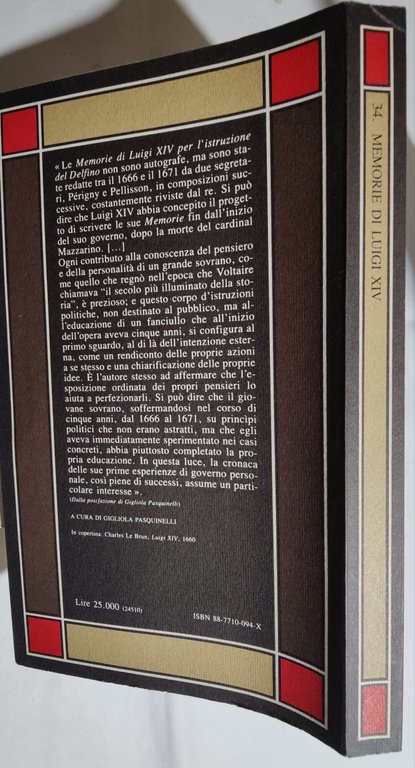 « Le Memorie di Luigi XIV per l'istruzione
del Delfino non sono autografe, ma sono sta-
te redatte tra il 1666 e il 1671 da due segreta-
ri, Périgny e Pellisson, in composizioni suc-
cessive, costantemente riviste dal re. Si può
dire che Luigi XIV abbia concepito il proget-
to di scrivere le sue Memorie fin dall'inizio
del suo governo, dopo la morte del cardinal
Mazzarino. [...]
Ogni contributo alla conoscenza del pensiero
e della personalità di un grande sovrano, co-
me quello che regnò nell'epoca che Voltaire
chiamava "il secolo più illuminato della sto-
ria", è prezioso; e questo corpo d'istruzioni
politiche, non destinato al pubblico, ma al-
l'educazione di un fanciullo che all'inizio
dell'opera aveva cinque anni, si configura al
primo sguardo, al di là dell'intenzione ester-
na, come un rendiconto delle proprie azioni
a se stesso e una chiarificazione delle proprie
idee. È l'autore stesso ad affermare che l'e-
sposizione ordinata dei propri pensieri lo
aiuta a perfezionarli. Si può dire che il gio-
vane sovrano, soffermandosi nel corso di
cinque anni, dal 1666 al 1671, su princìpi
politici che non erano astratti, ma che egli
aveva immediatamente sperimentato nei casi
concreti, abbia piuttosto completato la pro-
pria educazione. In questa luce, la cronaca
delle sue prime esperienze di governo perso-
nale, così piene di successi, assume un parti-
colare interesse ».
(Dalla postfazione di Gigliola Pasquinelli)
A CURA DI GIGLIOLA PASQUINELLI
In copertina: Charles Le Brun, Luigi XIV, 1660
Lire 25.000 (24510)
ISBN 88-7710-094-X
34. MEMORIE DI LUIGI XIV